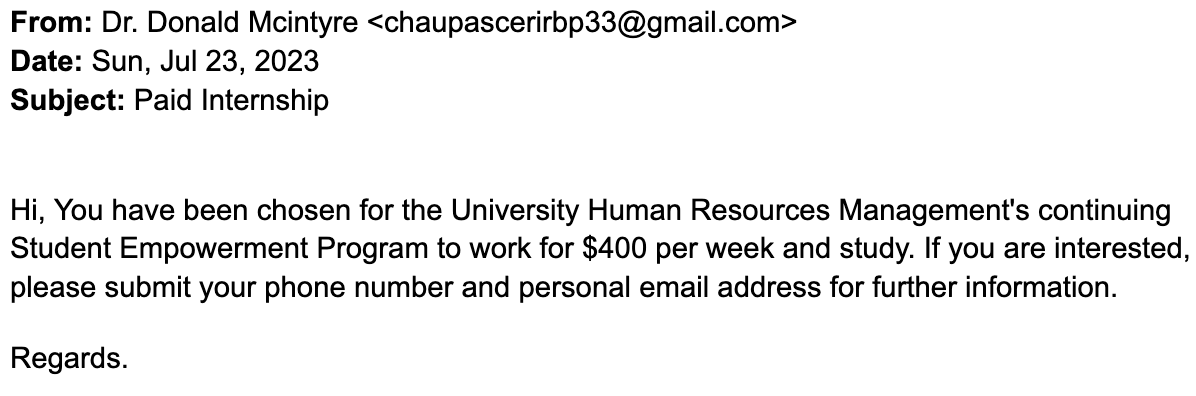 From: Dr. Donald Mcintyre <chaupascerirbp33@gmail.com>
Date: Sun, Jul 23, 2023
Subject: Paid Internship
Hi, You have been chosen for the University Human Resources Management's continuing
Student Empowerment Program to work for $400 per week and study. If you are interested,
please submit your phone number and personal email address for further information.
Regards.